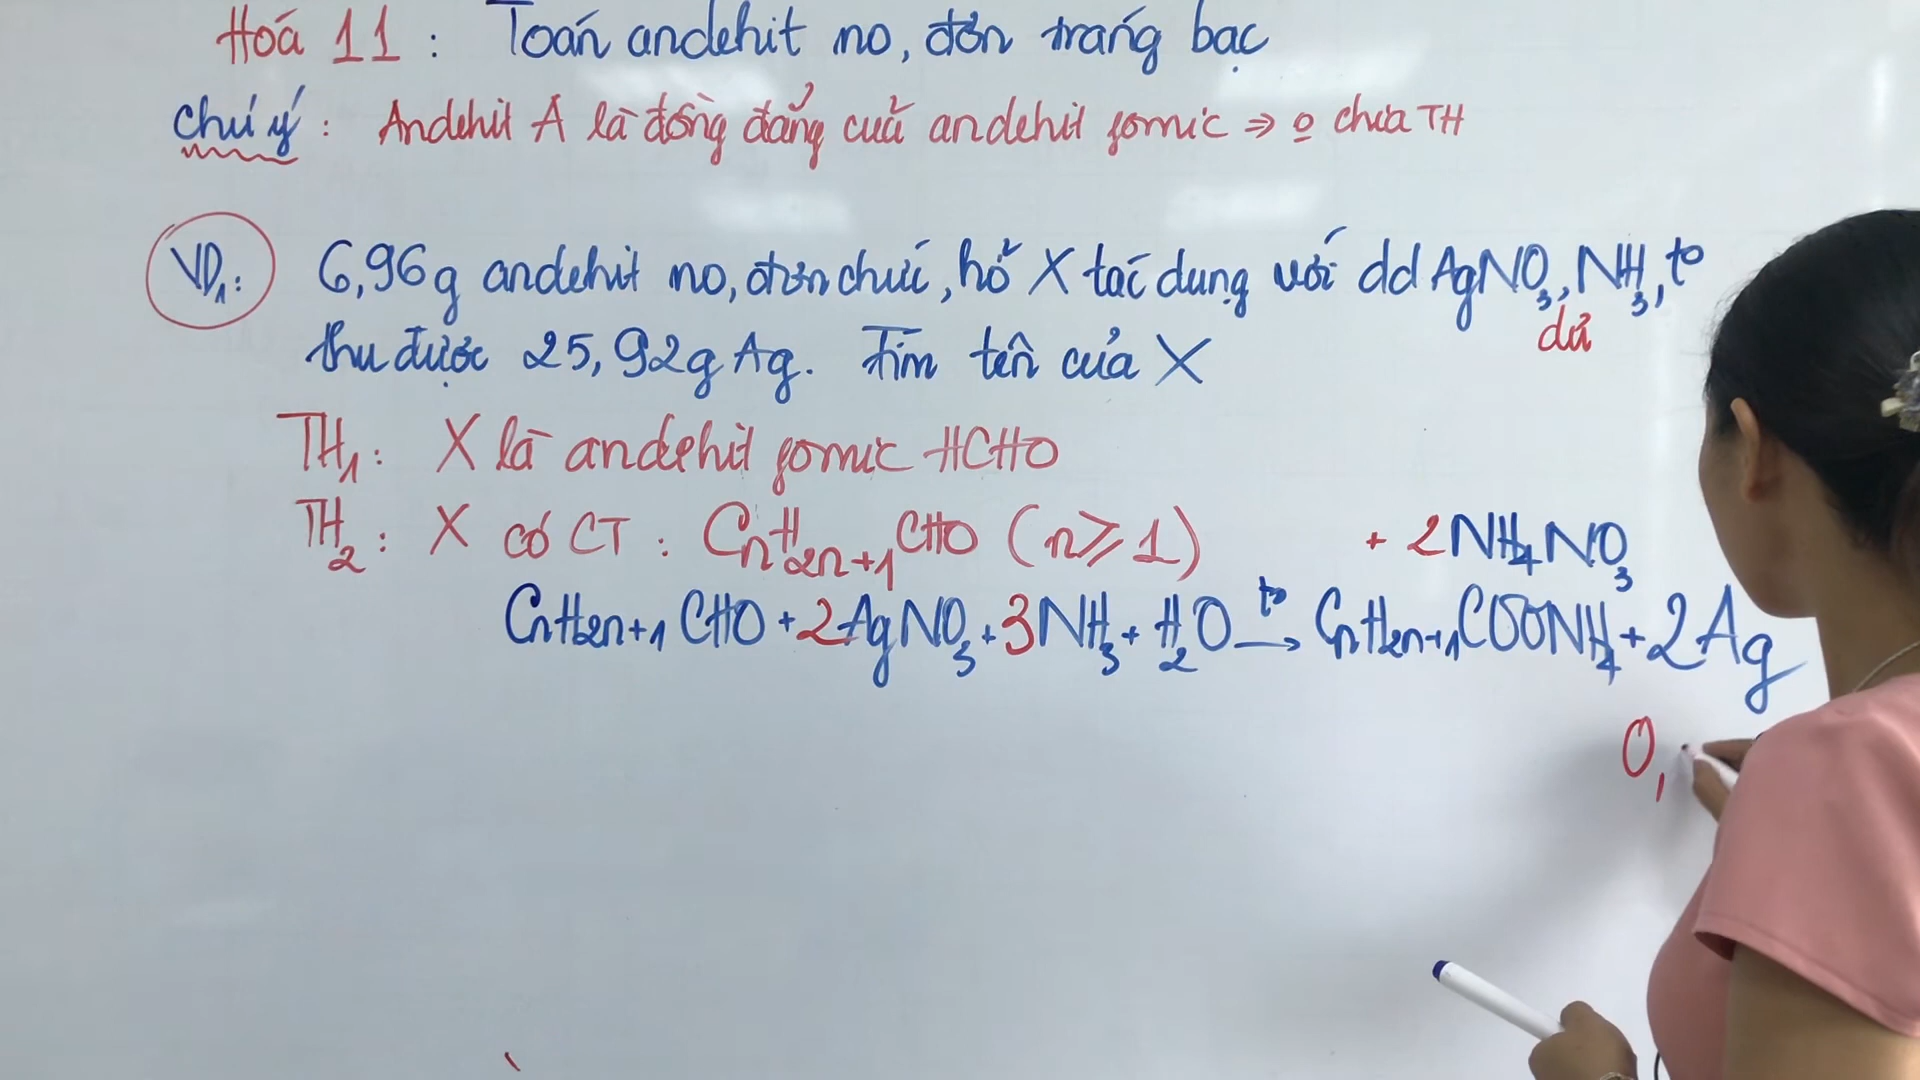 Hoá 11 : Toán andehit no, đơn tráng bạc
chú ý : Andehit A là đồng đẳng cuả andehit fomic ⇒ o̲ chia TH
VD1: 6,96g andehit no, đơn chức, hở X tác dụng với dd AgNO3, NH3, t°
dư
thu được 25,92g Ag. Tìm tên của X
TH1: X là andehit fomic HCHO
TH2: X có CT : CnH2n+1CHO (n ⩾ 1)
+ 2NH4NO3
CnH2n+1CHO + 2AgNO3 + 3NH3 + H2O t°→ CnH2n+1COONH4 + 2Ag
0,